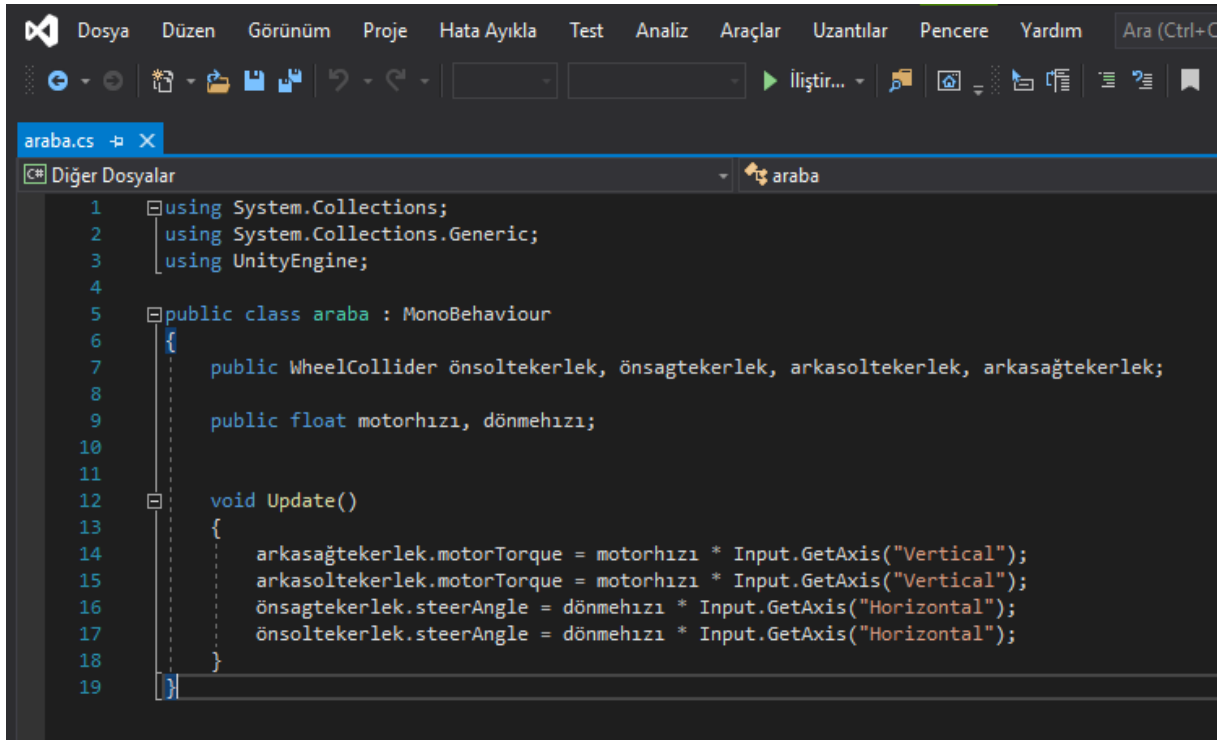 Dosya Düzen Görünüm Proje Hata Ayıkla Test Analiz Araçlar Uzantılar Pencere Yardım Ara (Ctrl+
İliştir...
araba.cs
C# Diğer Dosyalar araba
1 using System.Collections;
2 using System.Collections.Generic;
3 using UnityEngine;
4
5 public class araba : MonoBehaviour
6 {
7 public WheelCollider önsoltekerlek, önsagtekerlek, arkasoltekerlek, arkasağtekerlek;
8
9 public float motorhızı, dönmehızı;
10
11
12 void Update()
13 {
14 arkasağtekerlek.motorTorque = motorhızı * Input.GetAxis("Vertical");
15 arkasoltekerlek.motorTorque = motorhızı * Input.GetAxis("Vertical");
16 önsagtekerlek.steerAngle = dönmehızı * Input.GetAxis("Horizontal");
17 önsoltekerlek.steerAngle = dönmehızı * Input.GetAxis("Horizontal");
18 }
19 }